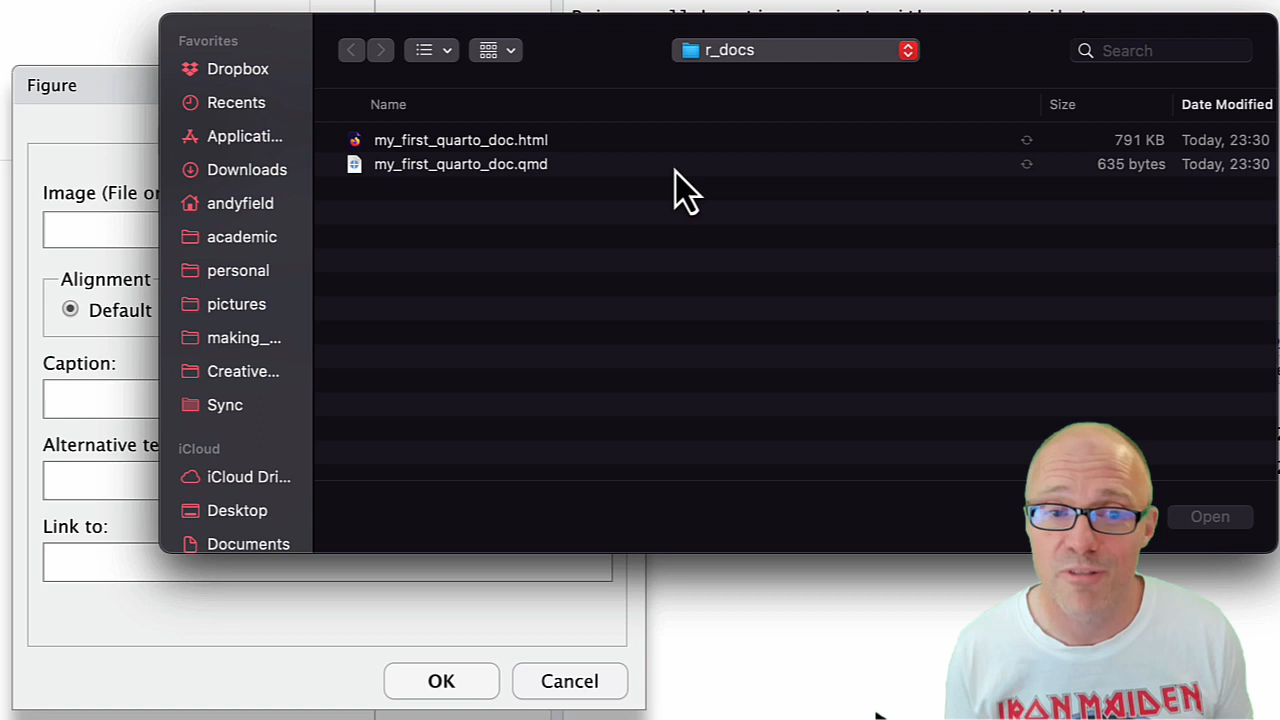 Favorites
Dropbox
Recents
Applicati...
Downloads
andyfield
academic
personal
pictures
making_...
Creative...
Sync
iCloud
iCloud Dri...
Desktop
Documents
r_docs
Search
Name
Size
Date Modified
my_first_quarto_doc.html
791 KB
Today, 23:30
my_first_quarto_doc.qmd
635 bytes
Today, 23:30
Open
Figure
Image (File or
Alignment
Default
Caption:
Alternative te
Link to:
OK
Cancel
IRON MAIDEN